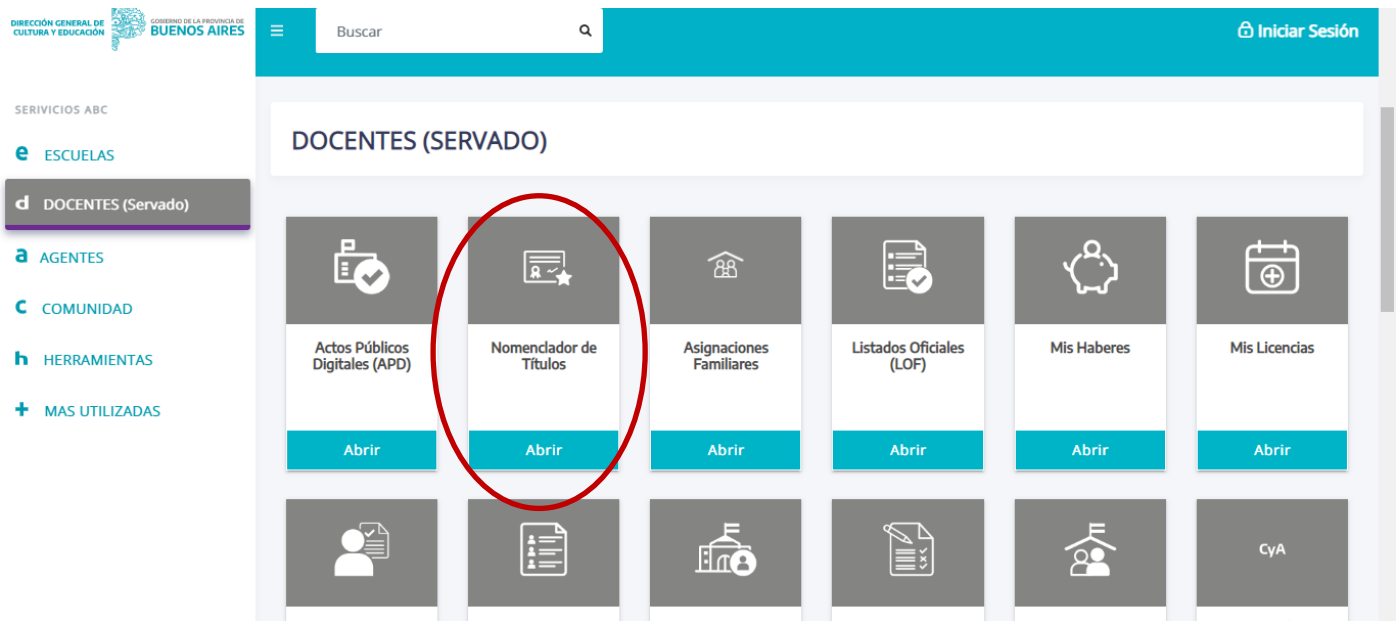 DIRECCIÓN GENERAL DE
CULTURA Y EDUCACIÓN
GOBIERNO DE LA PROVINCIA DE
BUENOS AIRES
Buscar
Iniciar Sesión
SERIVICIOS ABC
e ESCUELAS
d DOCENTES (Servado)
a AGENTES
c COMUNIDAD
h HERRAMIENTAS
+ MAS UTILIZADAS
DOCENTES (SERVADO)
Actos Públicos
Digitales (APD)
Abrir
Nomenclador de
Títulos
Abrir
Asignaciones
Familiares
Abrir
Listados Oficiales
(LOF)
Abrir
Mis Haberes
Abrir
Mis Licencias
Abrir
CyA